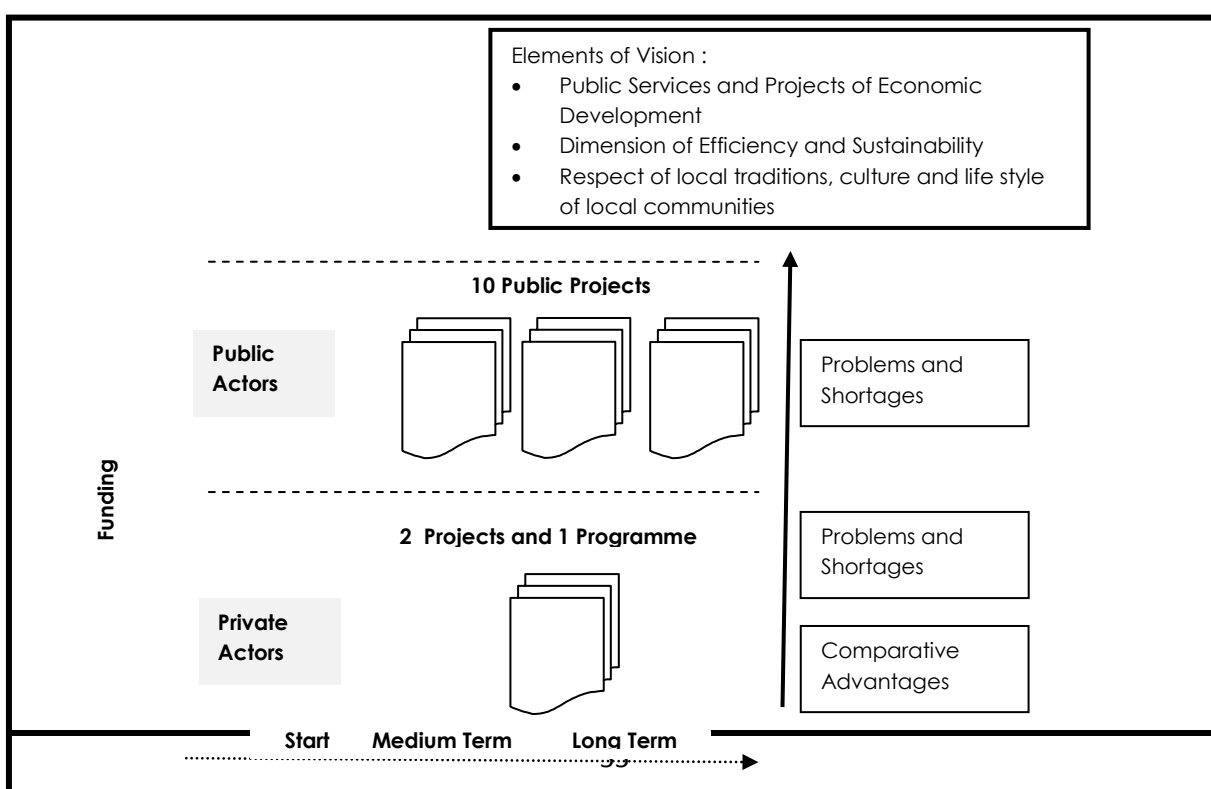 Elements of Vision :
• Public Services and Projects of Economic
Development
• Dimension of Efficiency and Sustainability
• Respect of local traditions, culture and life style
of local communities
10 Public Projects
Public
Actors
Problems and
Shortages
Funding
2 Projects and 1 Programme
Problems and
Shortages
Private
Actors
Comparative
Advantages
Start Medium Term Long Term